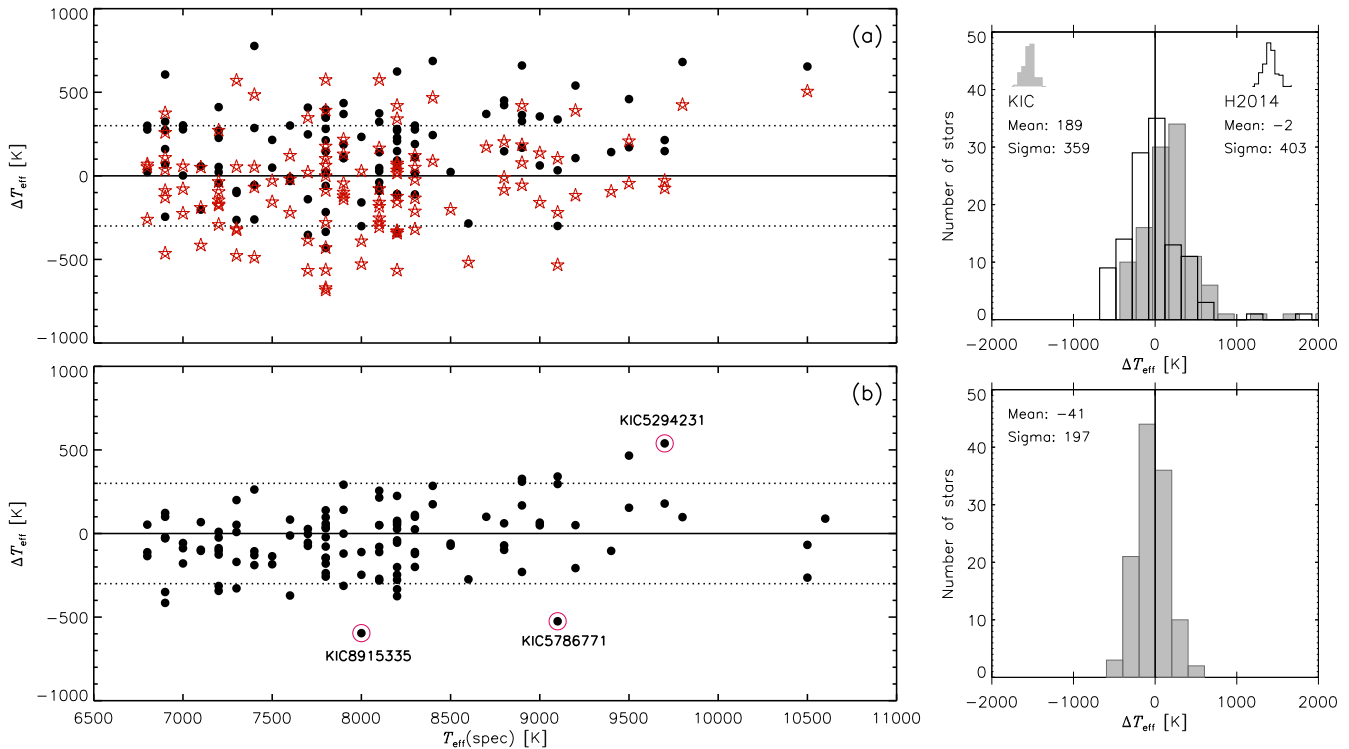 1000
500
0
−500
−1000
ΔTeff [K]
(a)
50
40
30
20
10
0
Number of stars
KIC
Mean: 189
Sigma: 359
H2014
Mean: −2
Sigma: 403
−2000 −1000 0 1000 2000
ΔTeff [K]
1000
500
0
−500
−1000
ΔTeff [K]
(b)
KIC5294231
KIC8915335
KIC5786771
6500 7000 7500 8000 8500 9000 9500 10000 10500 11000
Teff(spec) [K]
50
40
30
20
10
0
Number of stars
Mean: −41
Sigma: 197
−2000 −1000 0 1000 2000
ΔTeff [K]